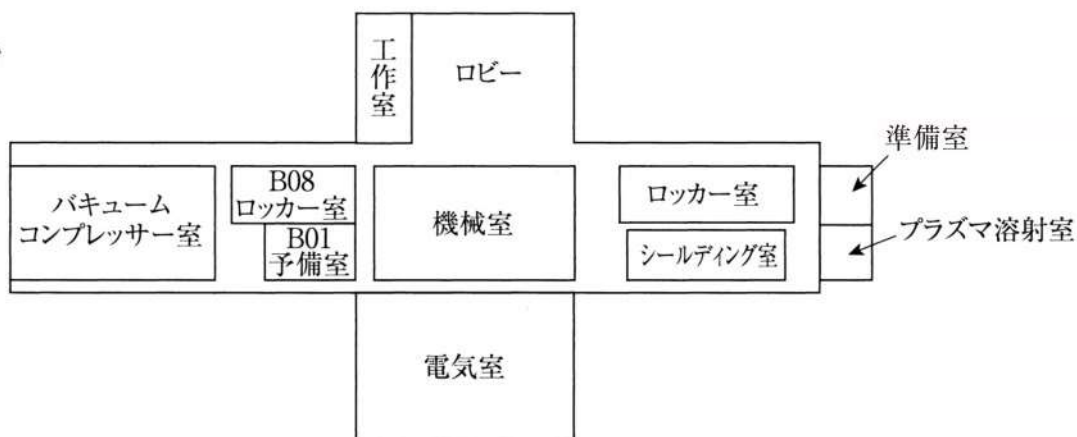 工作室
ロビー
準備室
バキューム
コンプレッサー室
B08
ロッカー室
B01
予備室
機械室
ロッカー室
シールディング室
プラズマ溶射室
電気室